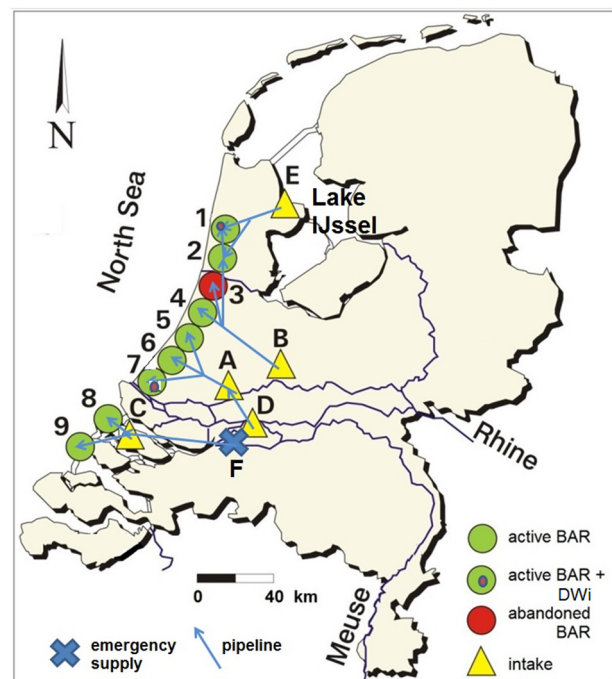 N
North Sea
E
Lake
IJssel
1
2
3
4
5
6
7
8
9
B
A
C
D
F
Rhine
Meuse
0 40 km
active BAR
active BAR +
DWi
abandoned
BAR
intake
emergency
supply
pipeline